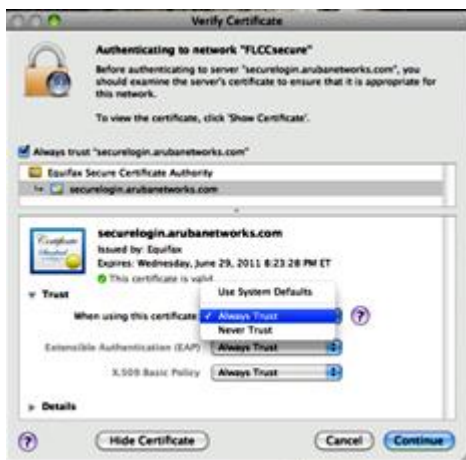 Verify Certificate
Authenticating to network "FLCCsecure"
Before authenticating to server "securelogin.arubanetworks.com", you
should examine the server's certificate to ensure that it is appropriate for
this network.
To view the certificate, click 'Show Certificate'.
Always trust "securelogin.arubanetworks.com"
Equifax Secure Certificate Authority
securelogin.arubanetworks.com
Certificate
Standard
securelogin.arubanetworks.com
Issued by: Equifax
Expires: Wednesday, June 29, 2011 6:23:28 PM ET
This certificate is valid
Use System Defaults
Trust
When using this certificate: ✓ Always Trust ?
Never Trust
Extensible Authentication (EAP) Always Trust
X.509 Basic Policy Always Trust
Details
? Hide Certificate Cancel Continue